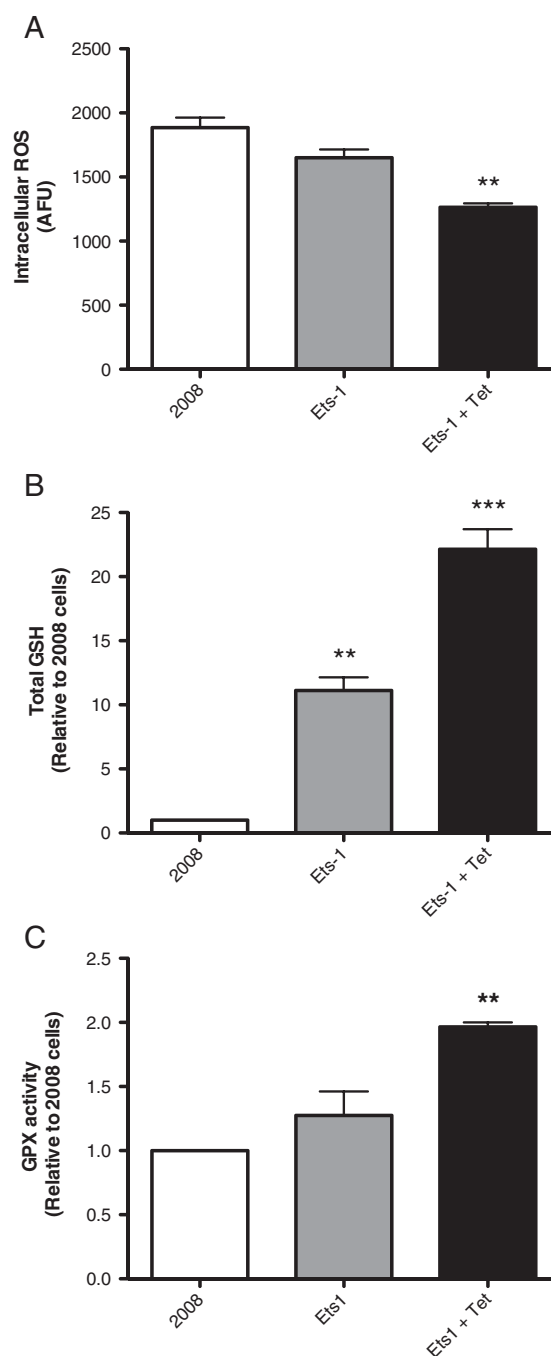 A
Intracellular ROS
(AFU)
2500
2000
1500
1000
500
0
**
2008
Ets-1
Ets-1 + Tet
B
Total GSH
(Relative to 2008 cells)
25
20
15
10
5
0
**
***
2008
Ets-1
Ets-1 + Tet
C
GPX activity
(Relative to 2008 cells)
2.5
2.0
1.5
1.0
0.5
0.0
**
2008
Ets1
Ets1 + Tet